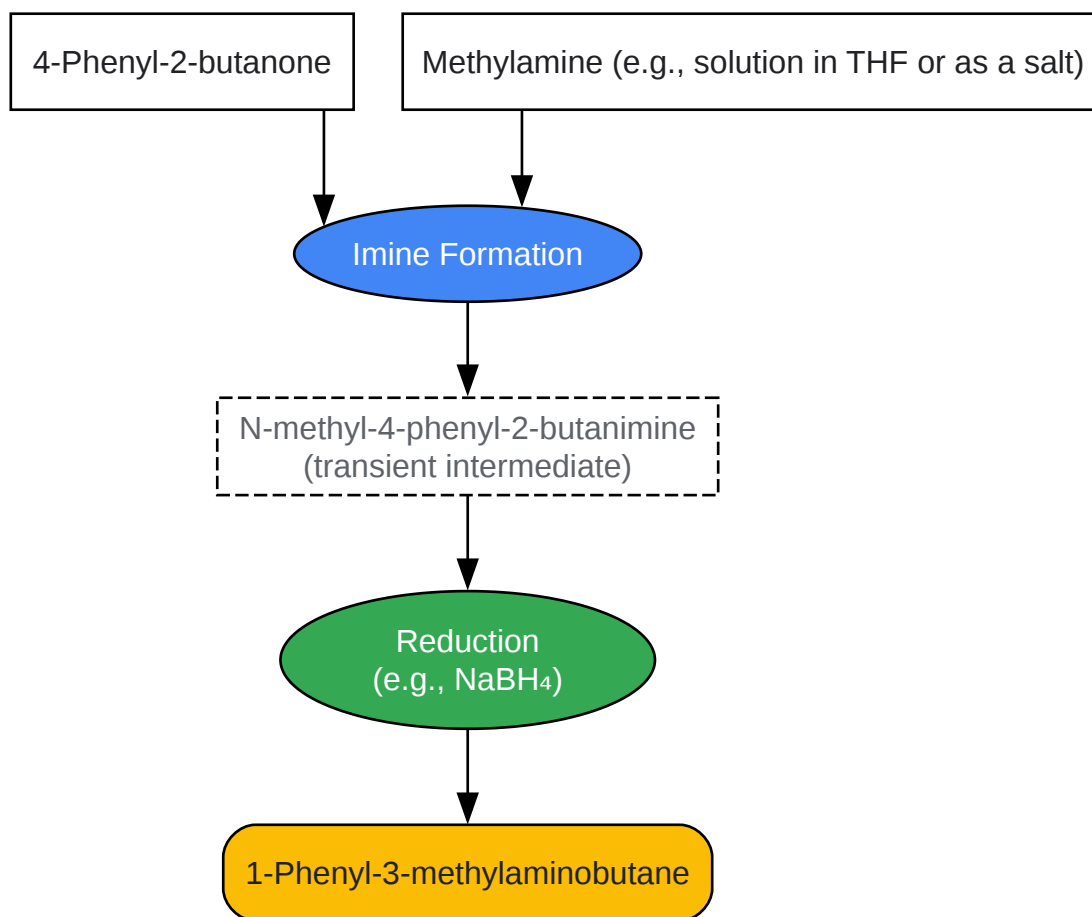 4-Phenyl-2-butanone
Methylamine (e.g., solution in THF or as a salt)
Imine Formation
N-methyl-4-phenyl-2-butanimine
(transient intermediate)
Reduction
(e.g., NaBH₄)
1-Phenyl-3-methylaminobutane